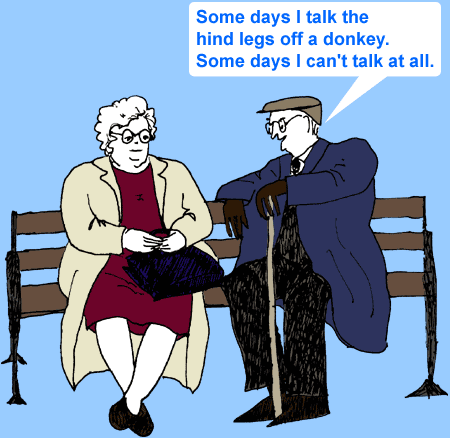 Some days I talk the
hind legs off a donkey.
Some days I can't talk at all.